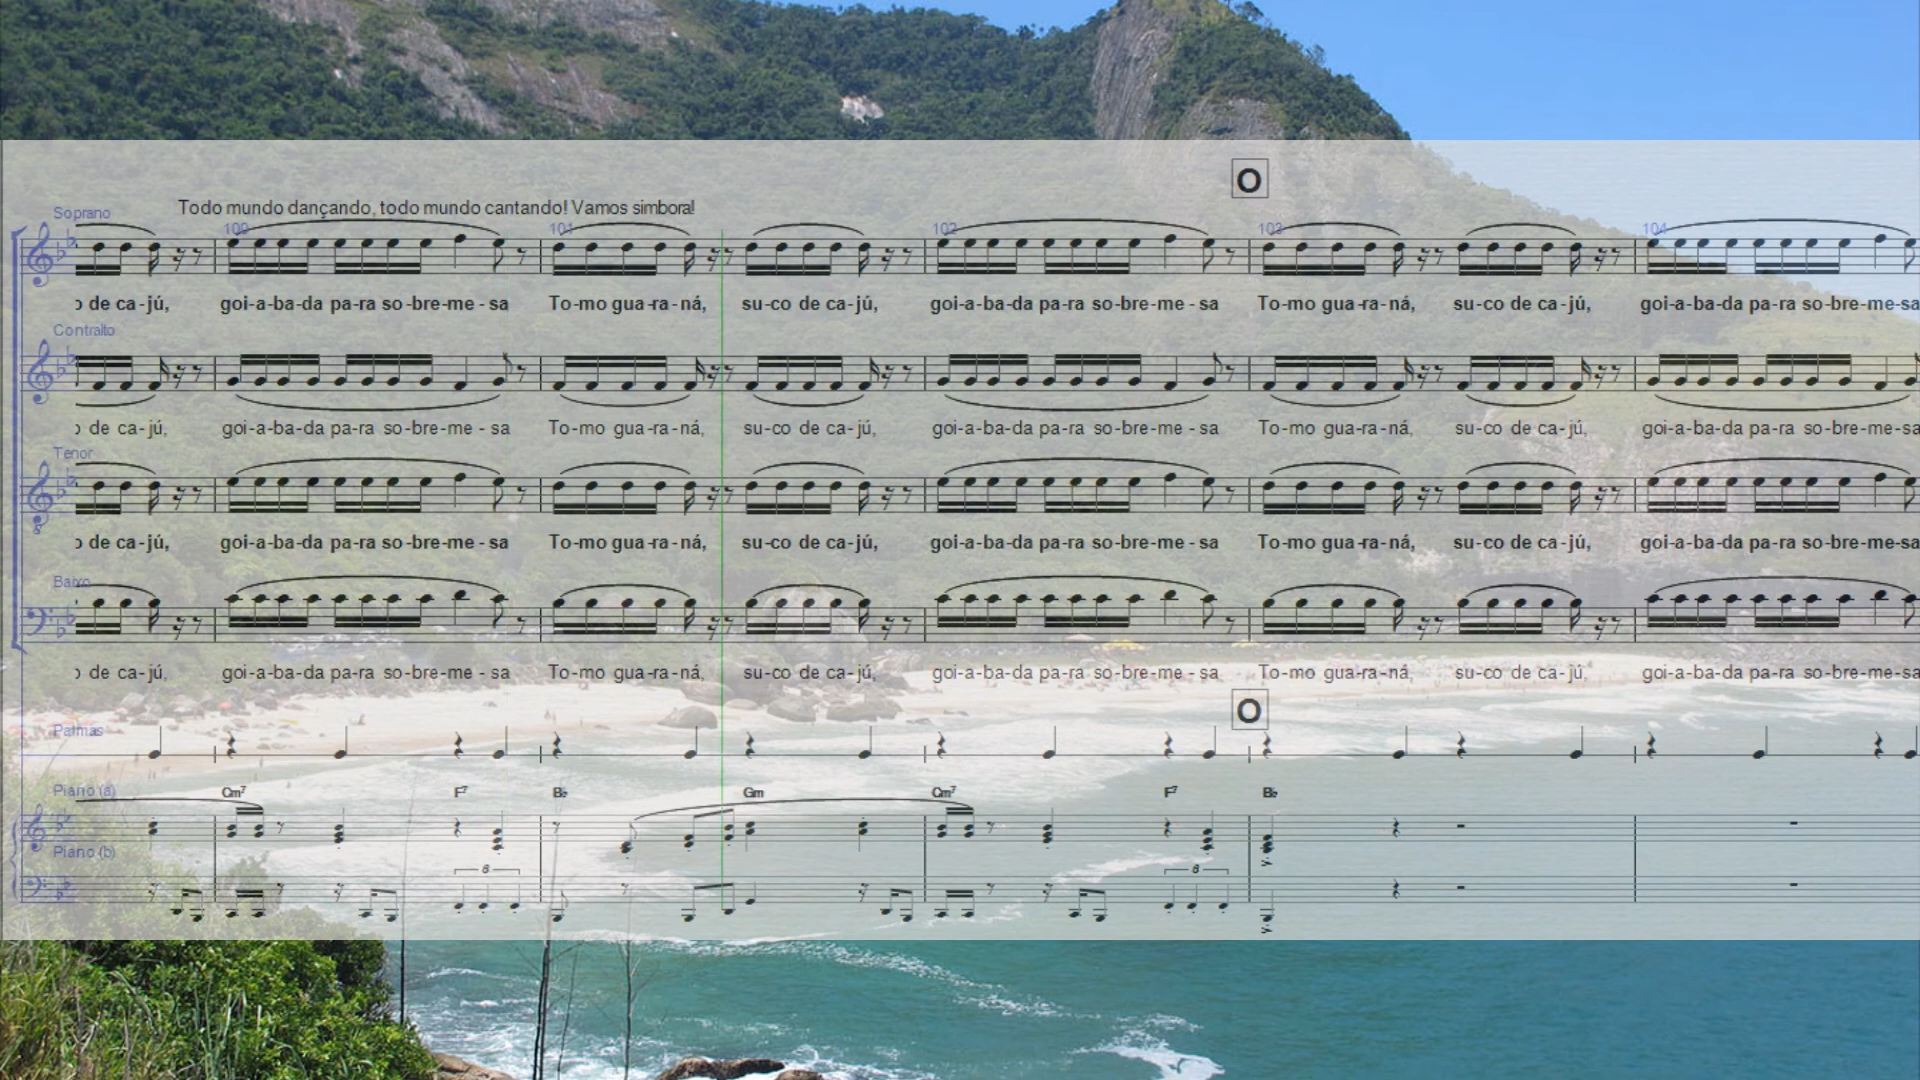 O
Todo mundo dançando, todo mundo cantando! Vamos simbora!
Soprano
100 101 102 103 104
o de ca-jú, goi-a-ba-da pa-ra so-bre-me-sa To-mo gua-ra-ná, su-co de ca-jú, goi-a-ba-da pa-ra so-bre-me-sa To-mo gua-ra-ná, su-co de ca-jú, goi-a-ba-da pa-ra so-bre-me-sa
Contralto
o de ca-jú, goi-a-ba-da pa-ra so-bre-me-sa To-mo gua-ra-ná, su-co de ca-jú, goi-a-ba-da pa-ra so-bre-me-sa To-mo gua-ra-ná, su-co de ca-jú, goi-a-ba-da pa-ra so-bre-me-sa
Tenor
8
o de ca-jú, goi-a-ba-da pa-ra so-bre-me-sa To-mo gua-ra-ná, su-co de ca-jú, goi-a-ba-da pa-ra so-bre-me-sa To-mo gua-ra-ná, su-co de ca-jú, goi-a-ba-da pa-ra so-bre-me-sa
Baixo
o de ca-jú, goi-a-ba-da pa-ra so-bre-me-sa To-mo gua-ra-ná, su-co de ca-jú, goi-a-ba-da pa-ra so-bre-me-sa To-mo gua-ra-ná, su-co de ca-jú, goi-a-ba-da pa-ra so-bre-me-sa
O
Palmas
Piano (a)
Cm7 F7 B♭ Gm Cm7 F7 B♭
Piano (b)
6 6